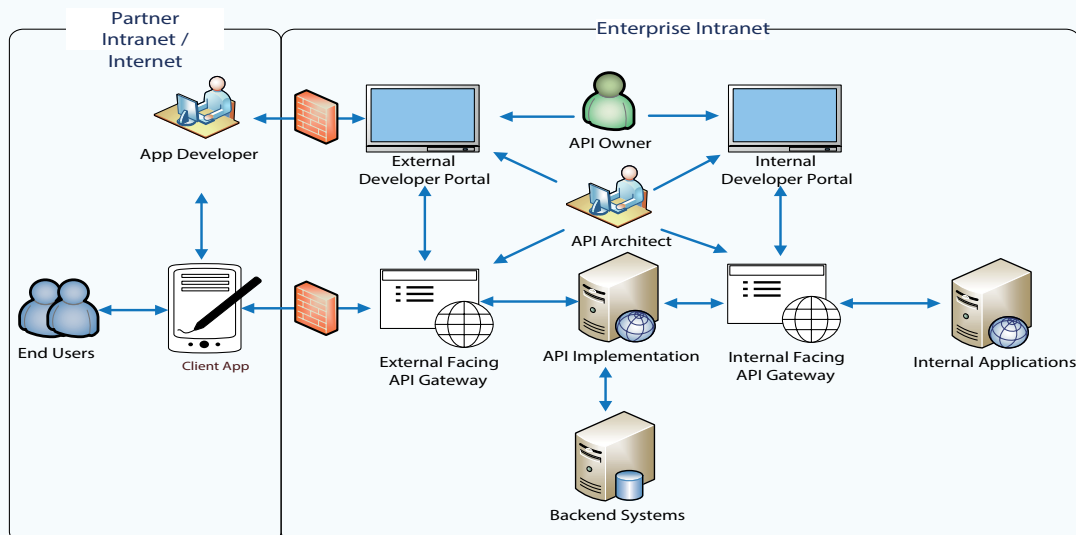 Partner
Intranet /
Internet
Enterprise Intranet
App Developer
External
Developer Portal
API Owner
Internal
Developer Portal
API Architect
End Users
Client App
External Facing
API Gateway
API Implementation
Internal Facing
API Gateway
Internal Applications
Backend Systems